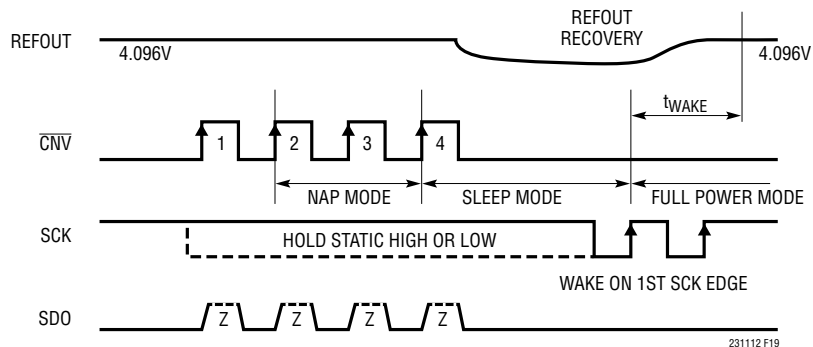 REFOUT
RECOVERY
REFOUT
4.096V
4.096V
tWAKE
CNV
1
2
3
4
NAP MODE
SLEEP MODE
FULL POWER MODE
SCK
HOLD STATIC HIGH OR LOW
WAKE ON 1ST SCK EDGE
SDO
Z
Z
Z
Z
231112 F19